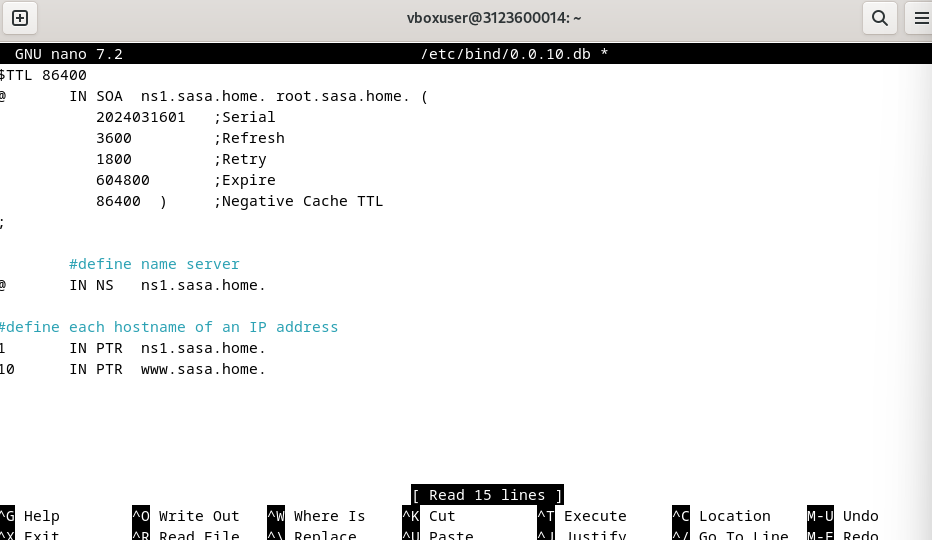 vboxuser@3123600014: ~
GNU nano 7.2 /etc/bind/0.0.10.db *
$TTL 86400
@ IN SOA ns1.sasa.home. root.sasa.home. (
2024031601 ;Serial
3600 ;Refresh
1800 ;Retry
604800 ;Expire
86400 ) ;Negative Cache TTL
;
#define name server
@ IN NS ns1.sasa.home.
#define each hostname of an IP address
1 IN PTR ns1.sasa.home.
10 IN PTR www.sasa.home.
[ Read 15 lines ]
^G Help ^O Write Out ^W Where Is ^K Cut ^T Execute ^C Location M-U Undo
^X Exit ^R Read File ^\ Replace ^U Paste ^J Justify ^/ Go To Line M-E Redo